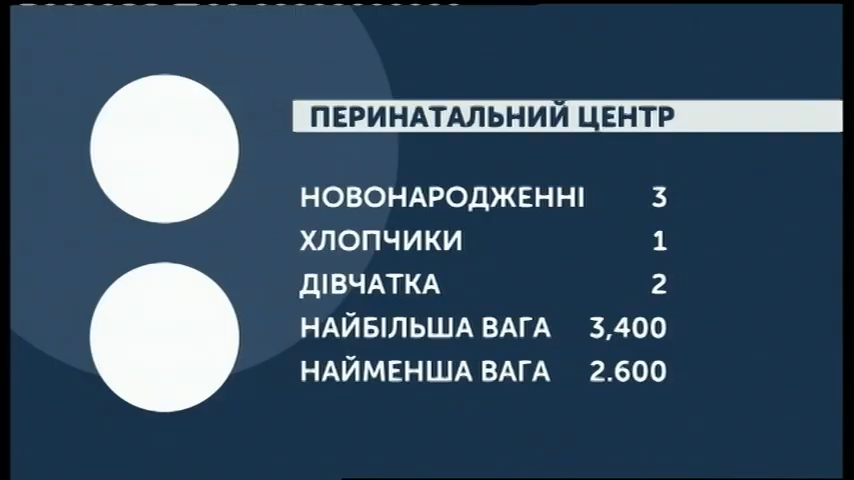 ПЕРИНАТАЛЬНИЙ ЦЕНТР
НОВОНАРОДЖЕННІ 3
ХЛОПЧИКИ 1
ДІВЧАТКА 2
НАЙБІЛЬША ВАГА 3,400
НАЙМЕНША ВАГА 2.600